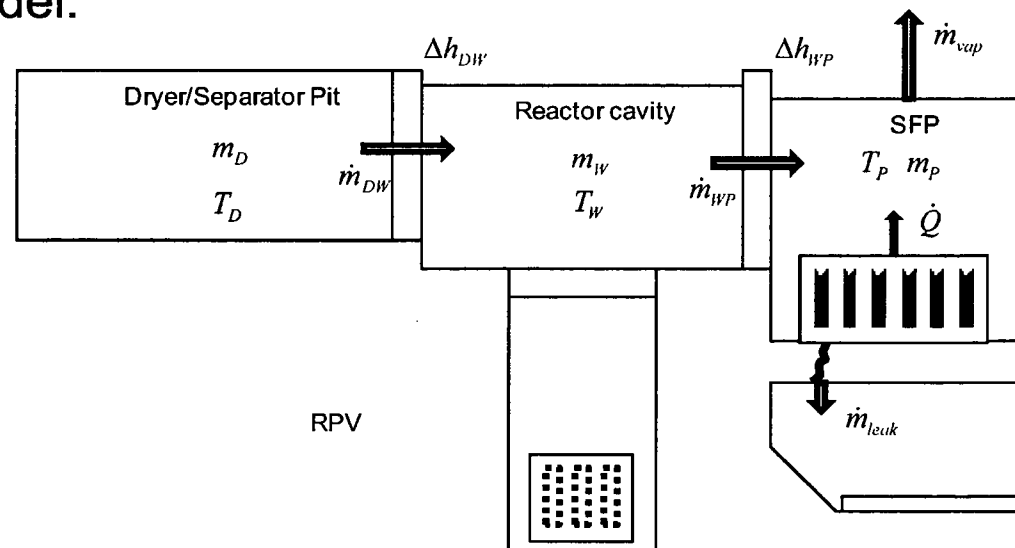 del.
Δh_DW
Δh_WP
ṁ_vap
Dryer/Separator Pit
Reactor cavity
SFP
m_D
ṁ_DW
m_W
ṁ_WP
T_P m_P
T_D
T_W
Q̇
RPV
ṁ_leak